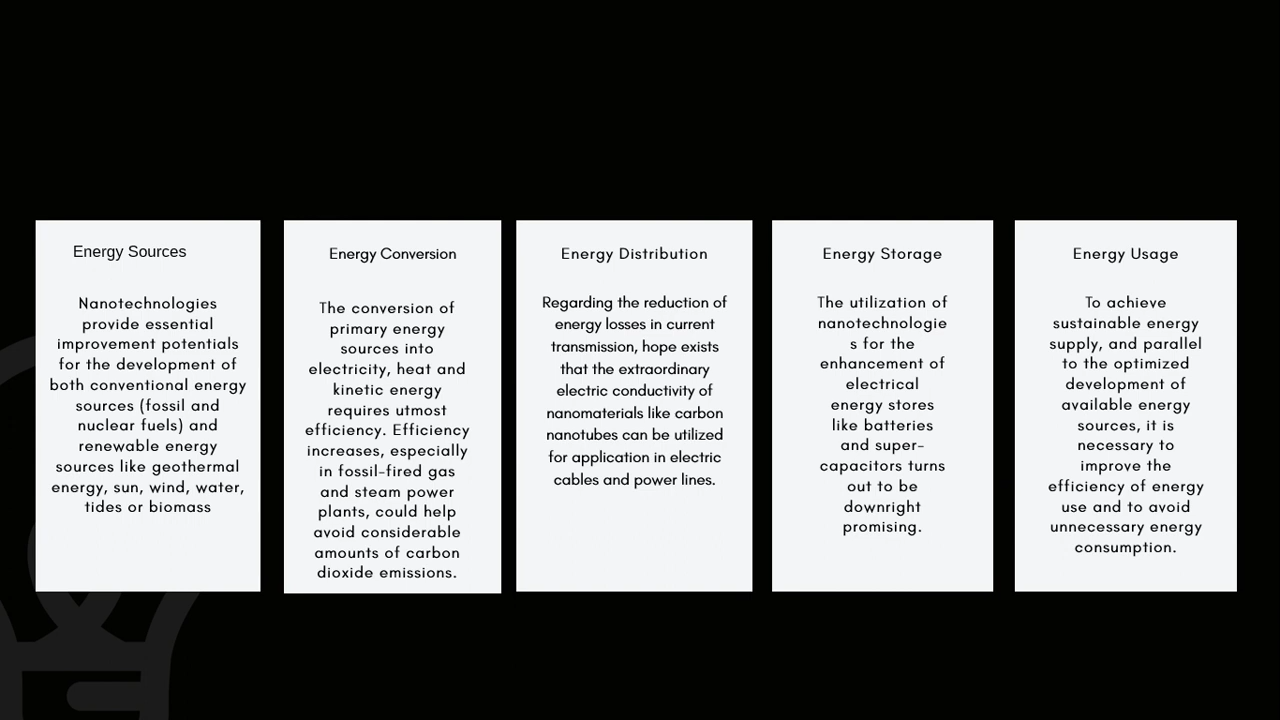 Energy Sources
Nanotechnologies
provide essential
improvement potentials
for the development of
both conventional energy
sources (fossil and
nuclear fuels) and
renewable energy
sources like geothermal
energy, sun, wind, water,
tides or biomass
Energy Conversion
The conversion of
primary energy
sources into
electricity, heat and
kinetic energy
requires utmost
efficiency. Efficiency
increases, especially
in fossil-fired gas
and steam power
plants, could help
avoid considerable
amounts of carbon
dioxide emissions.
Energy Distribution
Regarding the reduction of
energy losses in current
transmission, hope exists
that the extraordinary
electric conductivity of
nanomaterials like carbon
nanotubes can be utilized
for application in electric
cables and power lines.
Energy Storage
The utilization of
nanotechnologie
s for the
enhancement of
electrical
energy stores
like batteries
and super-
capacitors turns
out to be
downright
promising.
Energy Usage
To achieve
sustainable energy
supply, and parallel
to the optimized
development of
available energy
sources, it is
necessary to
improve the
efficiency of energy
use and to avoid
unnecessary energy
consumption.